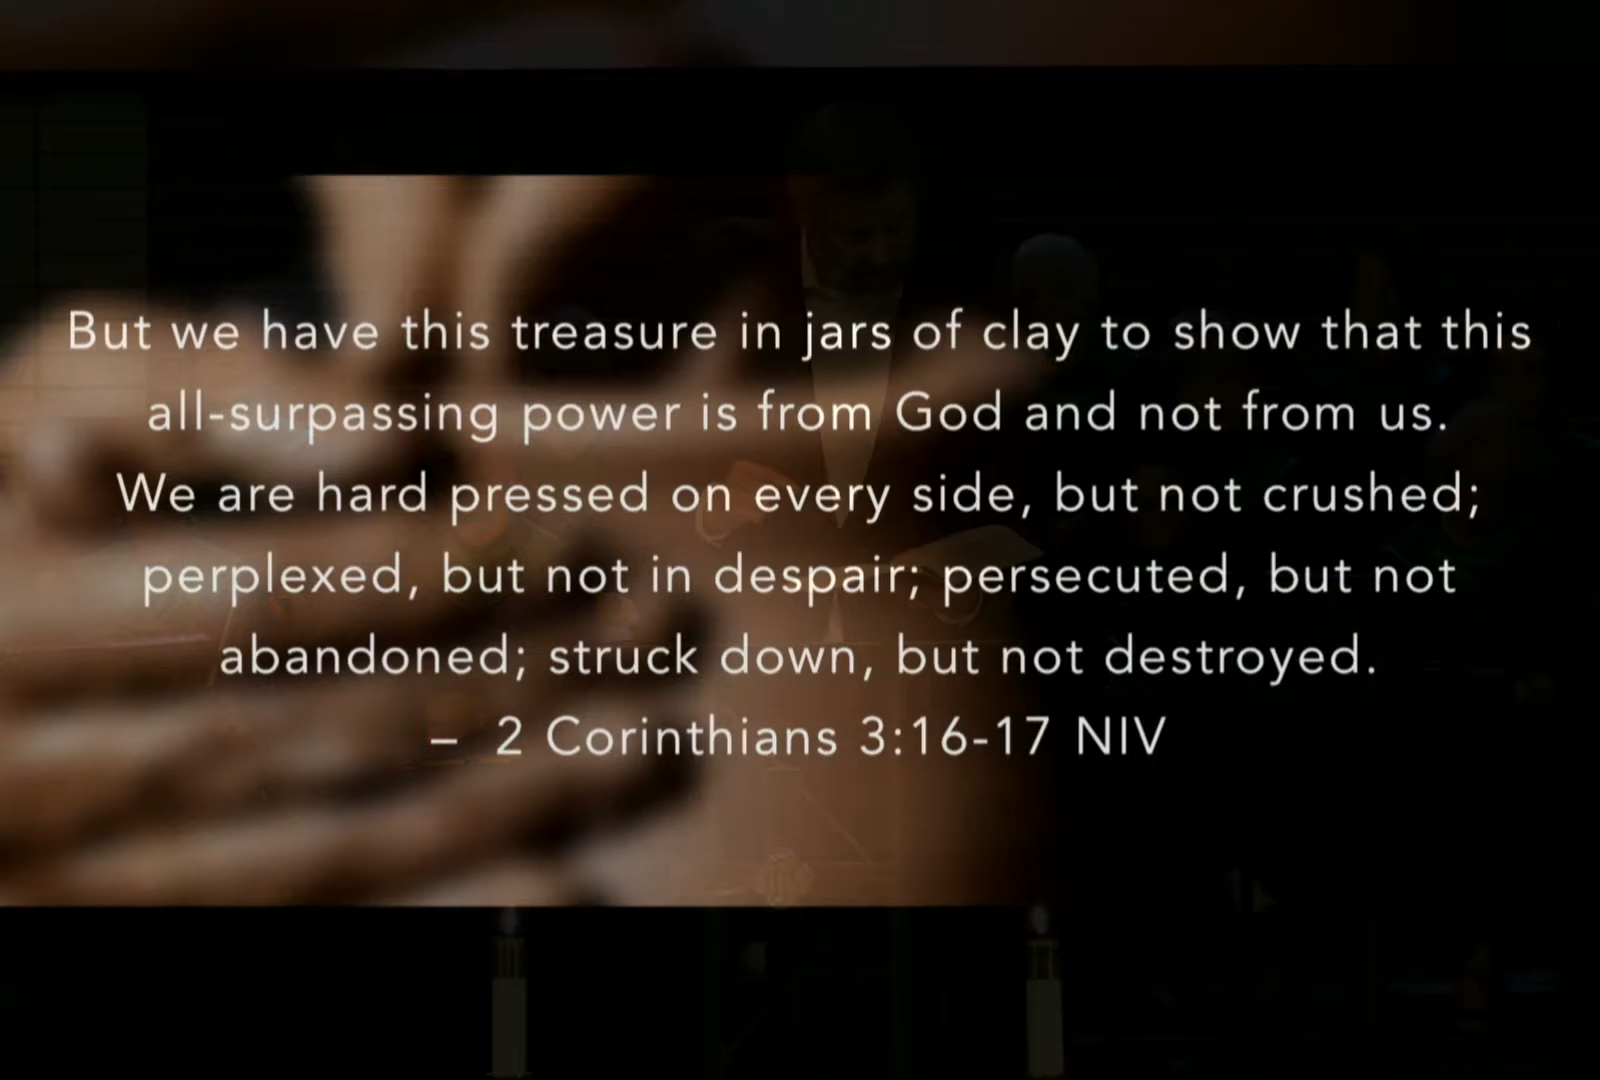 But we have this treasure in jars of clay to show that this
all-surpassing power is from God and not from us.
We are hard pressed on every side, but not crushed;
perplexed, but not in despair; persecuted, but not
abandoned; struck down, but not destroyed.
– 2 Corinthians 3:16-17 NIV